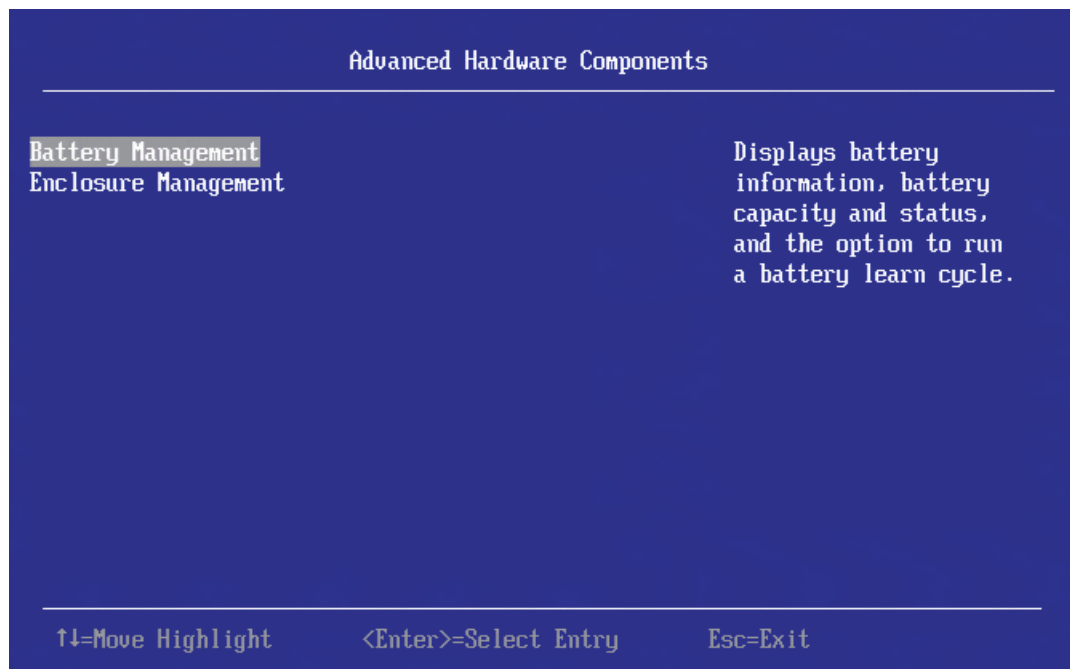 Advanced Hardware Components
Battery Management
Enclosure Management
Displays battery
information, battery
capacity and status,
and the option to run
a battery learn cycle.
↑↓=Move Highlight <Enter>=Select Entry Esc=Exit